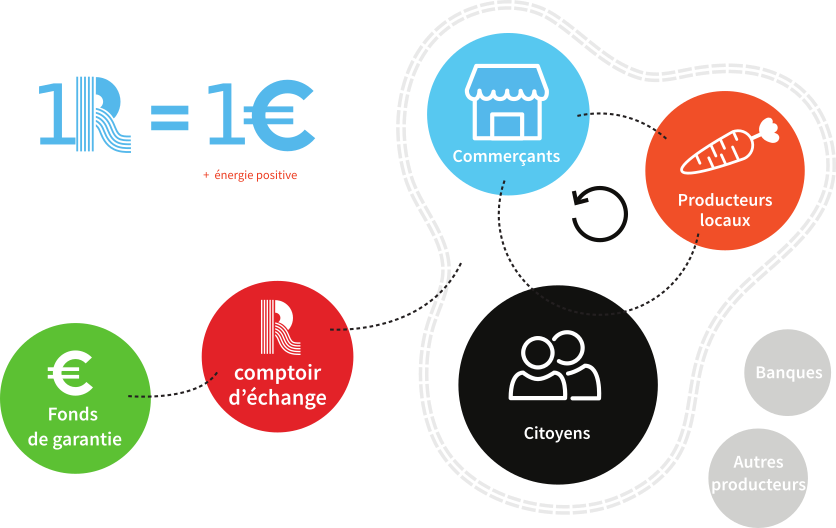 1R = 1€
+ énergie positive
Commerçants
Producteurs
locaux
R
comptoir
d'échange
€
Fonds
de garantie
Citoyens
Banques
Autres
producteurs